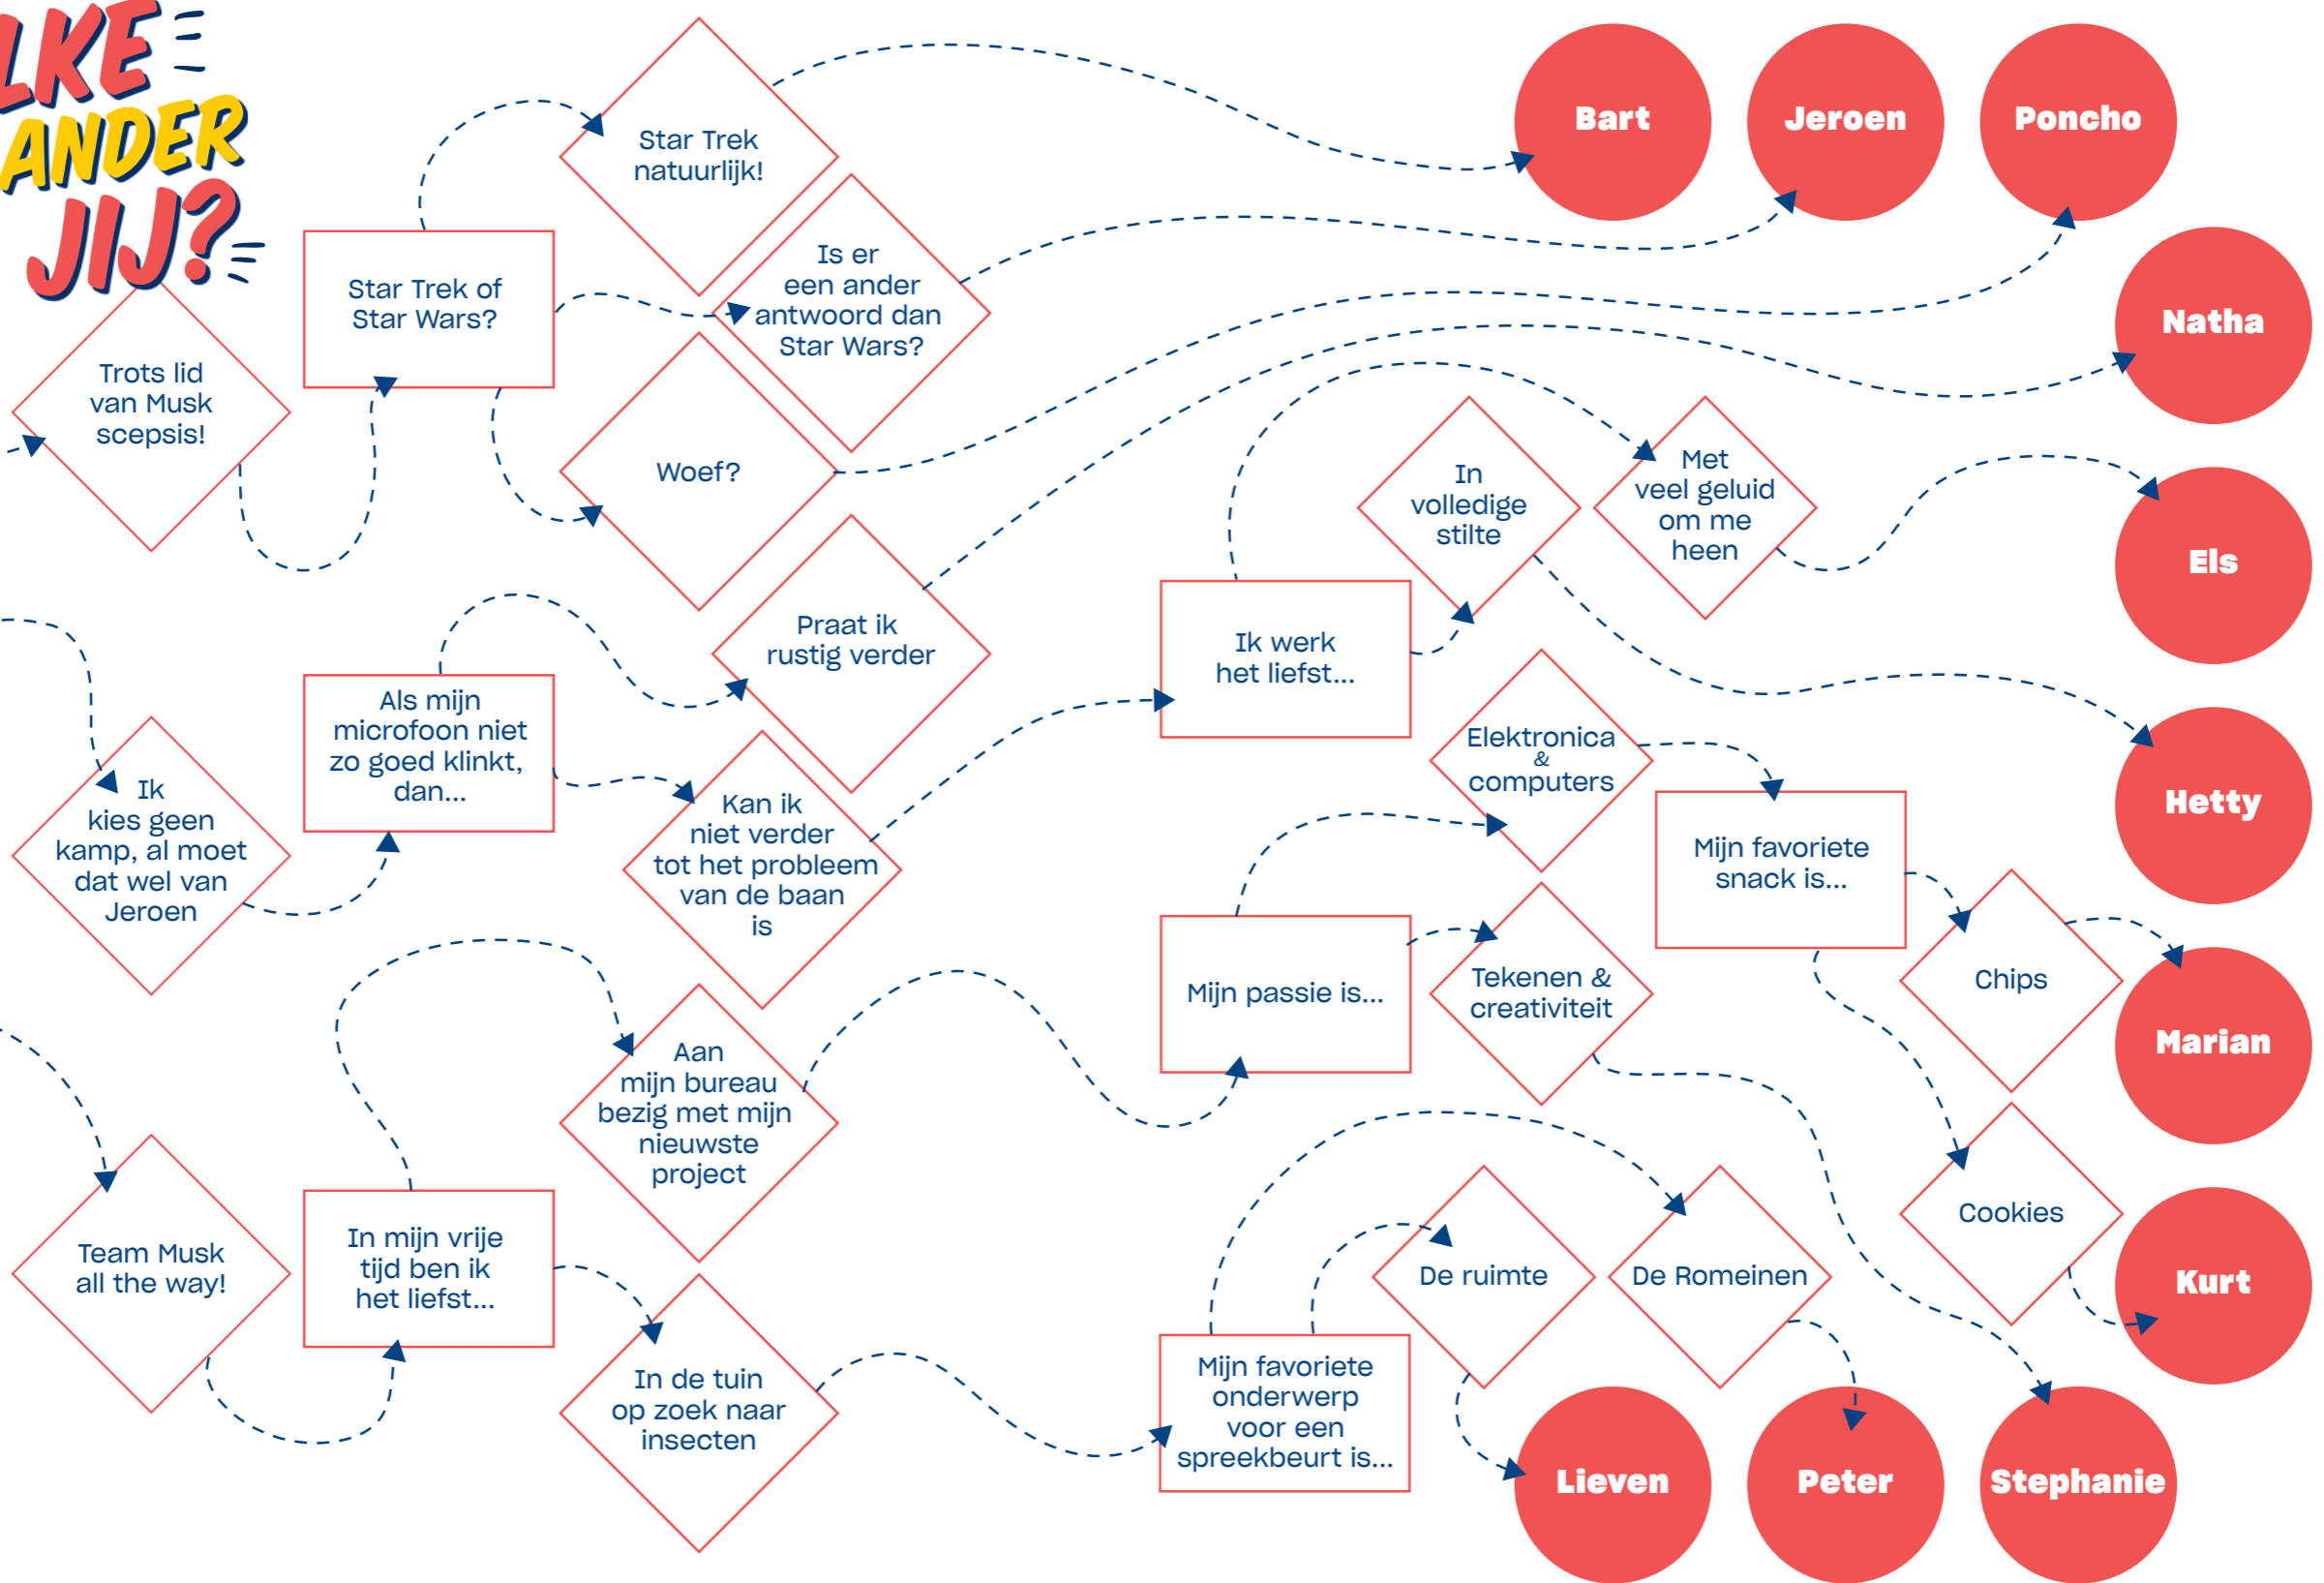 LKE
ANDER
JIJ?
Trots lid
van Musk
scepsis!
Star Trek of
Star Wars?
Star Trek
natuurlijk!
Is er
een ander
antwoord dan
Star Wars?
Woef?
Bart
Jeroen
Poncho
Natha
Ik
kies geen
kamp, al moet
dat wel van
Jeroen
Als mijn
microfoon niet
zo goed klinkt,
dan...
Praat ik
rustig verder
Kan ik
niet verder
tot het probleem
van de baan
is
Ik werk
het liefst...
In
volledige
stilte
Met
veel geluid
om me
heen
Els
Hetty
Team Musk
all the way!
In mijn vrije
tijd ben ik
het liefst...
Aan
mijn bureau
bezig met mijn
nieuwste
project
Mijn passie is...
Elektronica
&
computers
Tekenen &
creativiteit
Mijn favoriete
snack is...
Chips
Cookies
Marian
Kurt
In de tuin
op zoek naar
insecten
Mijn favoriete
onderwerp
voor een
spreekbeurt is...
De ruimte
De Romeinen
Lieven
Peter
Stephanie